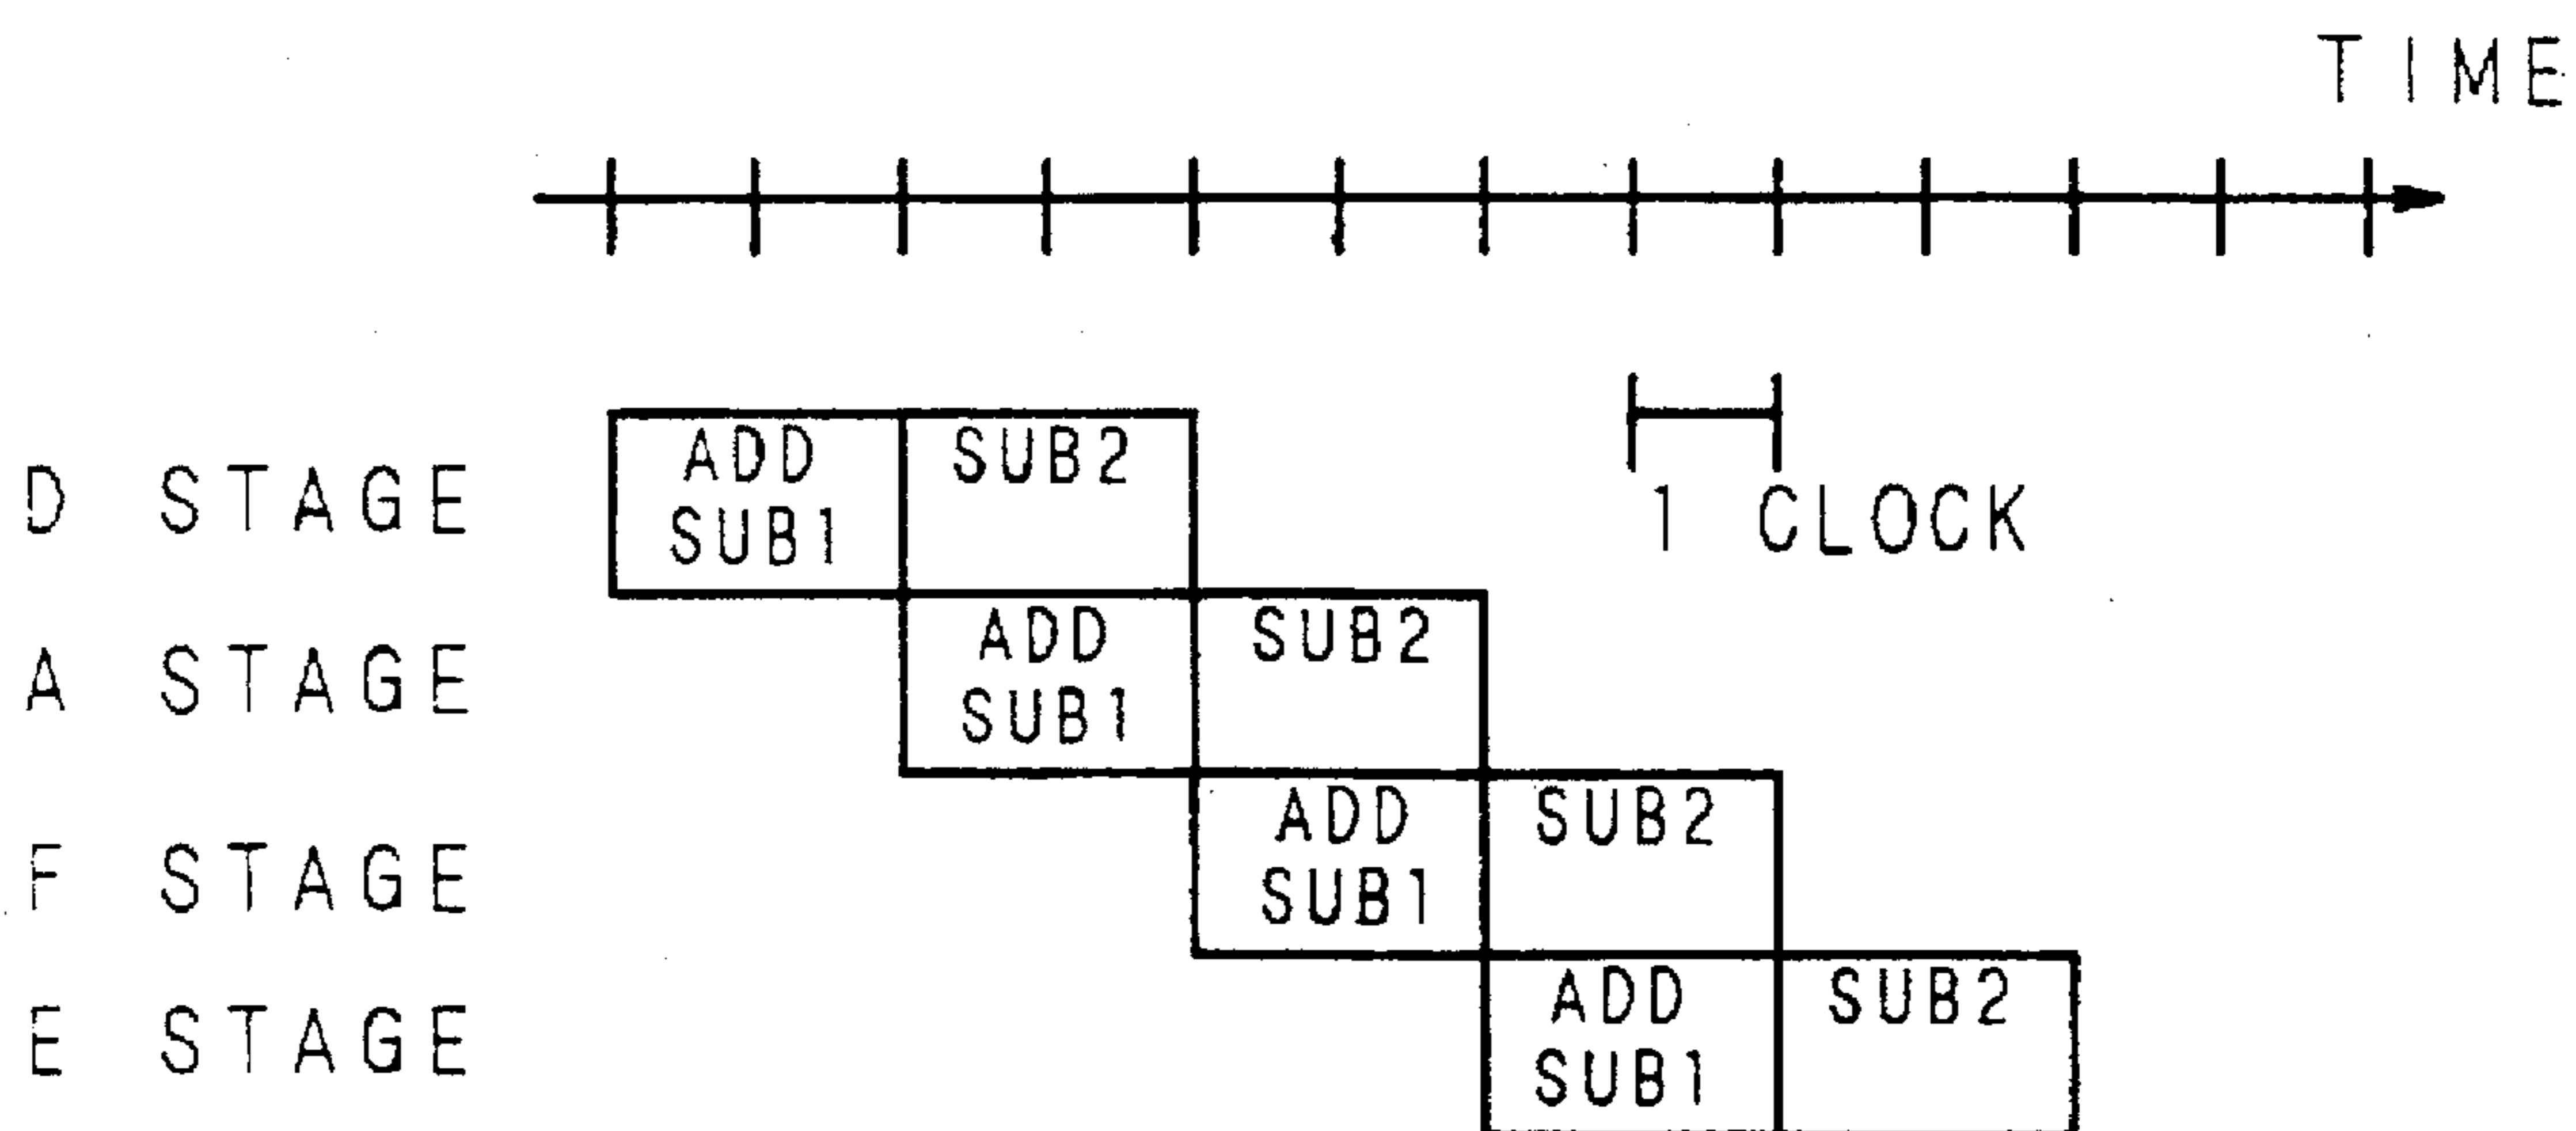 TIME
ADD
SUB1
SUB2
1 CLOCK
D STAGE
ADD
SUB1
SUB2
A STAGE
ADD
SUB1
SUB2
F STAGE
ADD
SUB1
SUB2
E STAGE